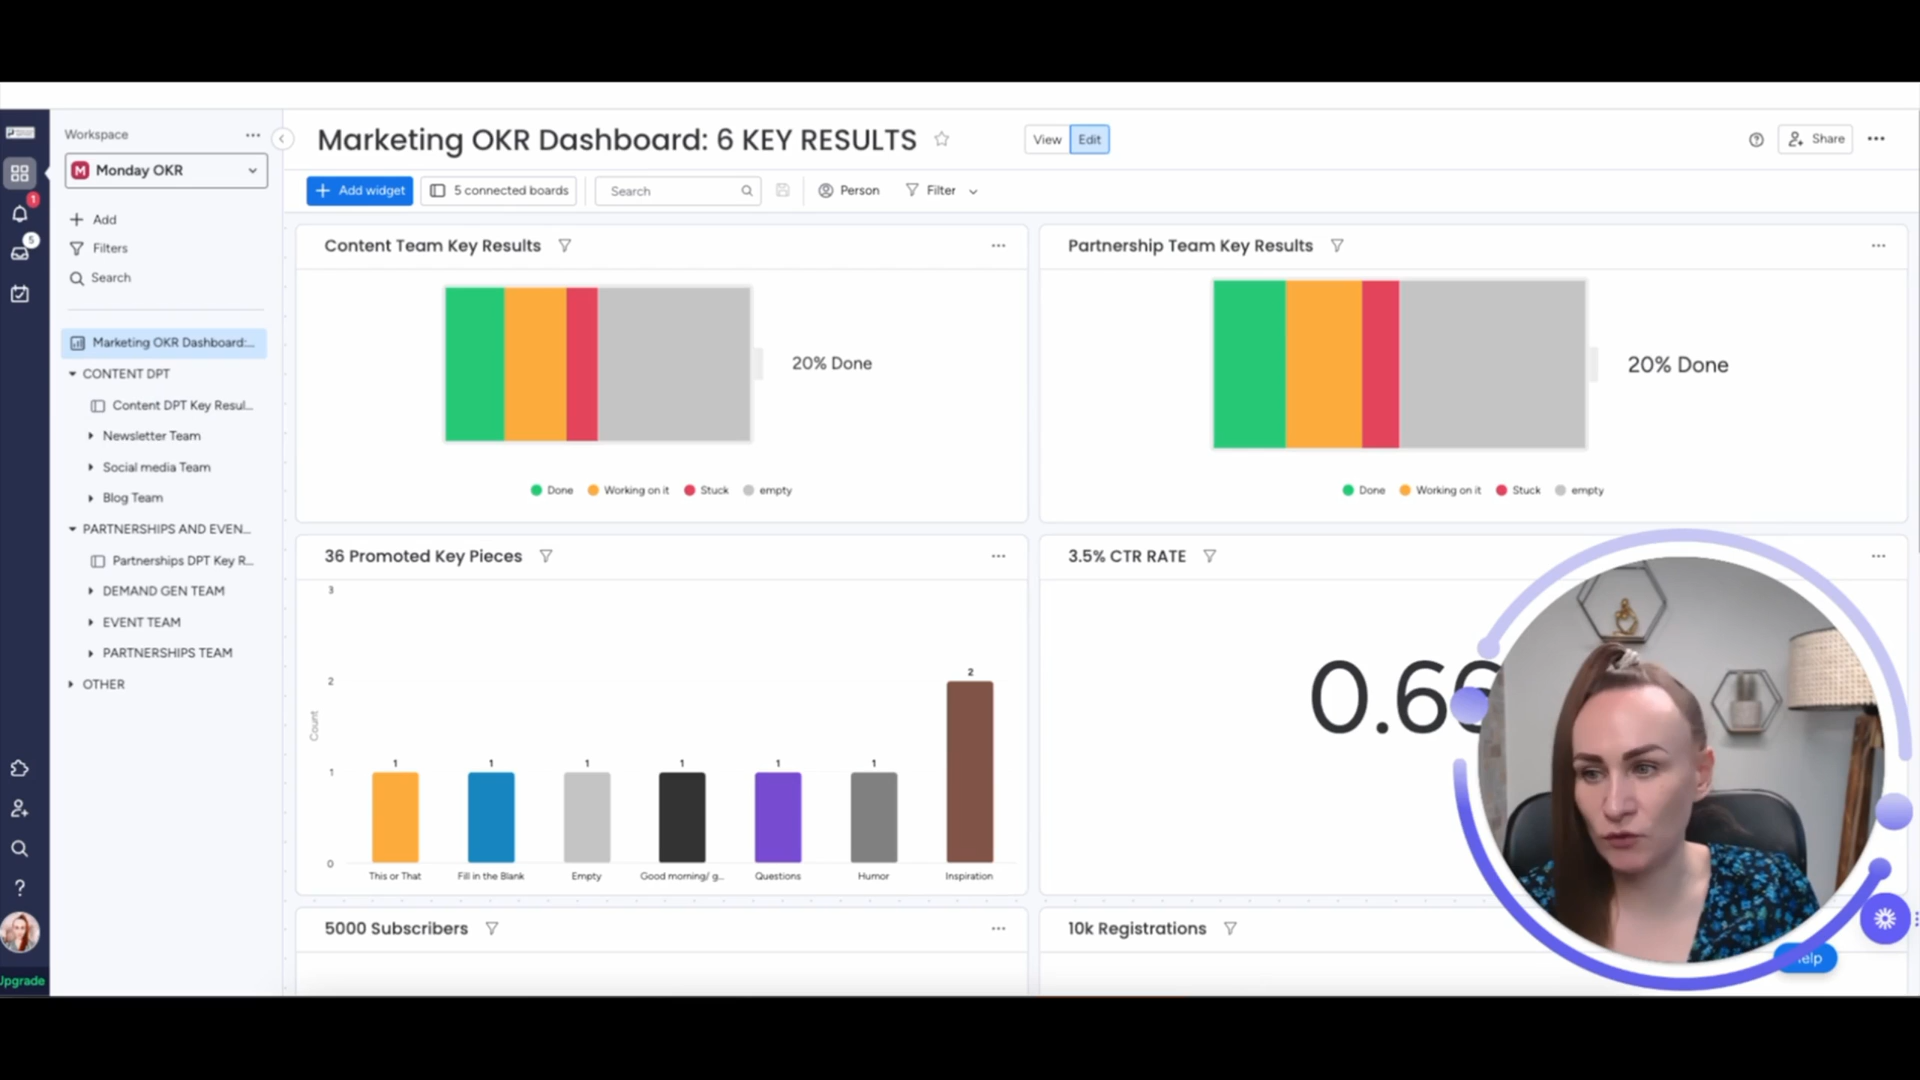 Workspace
M Monday OKR
Add
Filters
Search
Marketing OKR Dashboard:...
CONTENT DPT
Content DPT Key Resul...
Newsletter Team
Social media Team
Blog Team
PARTNERSHIPS AND EVEN...
Partnerships DPT Key R...
DEMAND GEN TEAM
EVENT TEAM
PARTNERSHIPS TEAM
OTHER
1
5
?
Upgrade
Marketing OKR Dashboard: 6 KEY RESULTS
View Edit
Share
Add widget
5 connected boards
Search
Person
Filter
Content Team Key Results
20% Done
Done Working on it Stuck empty
Partnership Team Key Results
20% Done
Done Working on it Stuck empty
36 Promoted Key Pieces
3
2
1
0
Count
1 1 1 1 1 1 2
This or That Fill in the Blank Empty Good morning/ g... Questions Humor Inspiration
3.5% CTR RATE
0.6
5000 Subscribers
10k Registrations